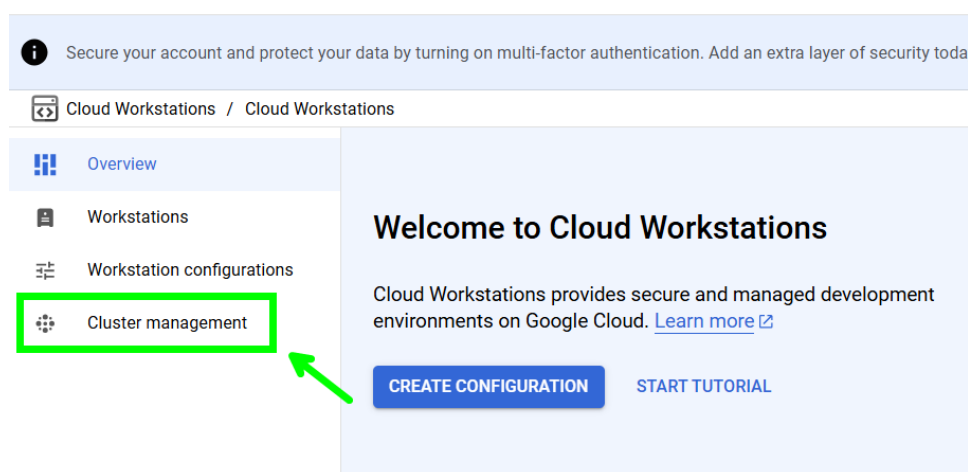 Secure your account and protect your data by turning on multi-factor authentication. Add an extra layer of security toda
Cloud Workstations / Cloud Workstations
Overview
Workstations
Workstation configurations
Cluster management
Welcome to Cloud Workstations
Cloud Workstations provides secure and managed development
environments on Google Cloud. Learn more
CREATE CONFIGURATION START TUTORIAL